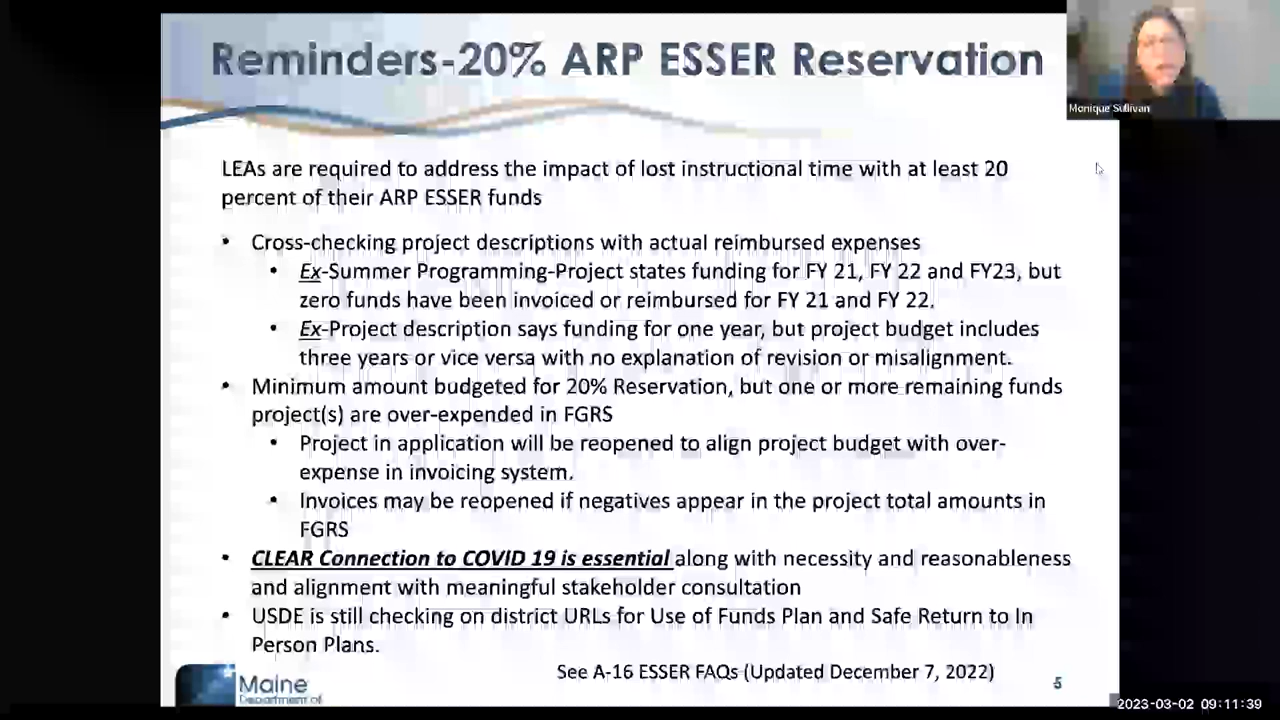 Reminders-20% ARP ESSER Reservation
Monique Sullivan
LEAs are required to address the impact of lost instructional time with at least 20
percent of their ARP ESSER funds
• Cross-checking project descriptions with actual reimbursed expenses
• Ex-Summer Programming-Project states funding for FY 21, FY 22 and FY23, but
zero funds have been invoiced or reimbursed for FY 21 and FY 22.
• Ex-Project description says funding for one year, but project budget includes
three years or vice versa with no explanation of revision or misalignment.
• Minimum amount budgeted for 20% Reservation, but one or more remaining funds
project(s) are over-expended in FGRS
• Project in application will be reopened to align project budget with over-
expense in invoicing system.
• Invoices may be reopened if negatives appear in the project total amounts in
FGRS
• CLEAR Connection to COVID 19 is essential along with necessity and reasonableness
and alignment with meaningful stakeholder consultation
• USDE is still checking on district URLs for Use of Funds Plan and Safe Return to In
Person Plans.
See A-16 ESSER FAQs (Updated December 7, 2022)
Maine
Department of
5
2023-03-02 09:11:39